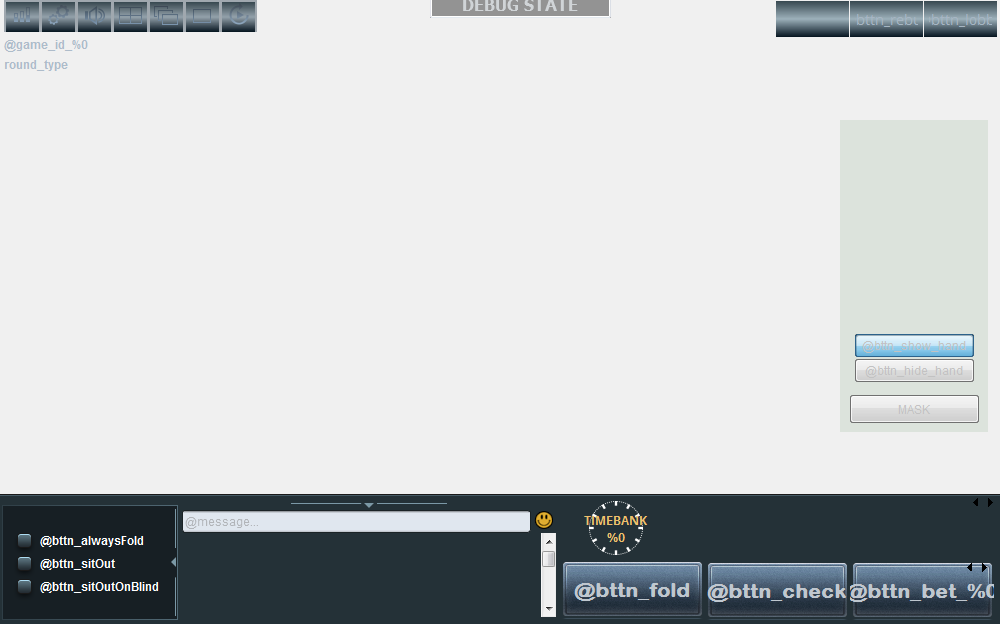 DEBUG STATE
bttn_rebt
bttn_lobt
@game_id_%0
round_type
@bttn_show_hand
@bttn_hide_hand
MASK
@message...
TIMEBANK
%0
@bttn_alwaysFold
@bttn_sitOut
@bttn_sitOutOnBlind
@bttn_fold
@bttn_check
@bttn_bet_%0